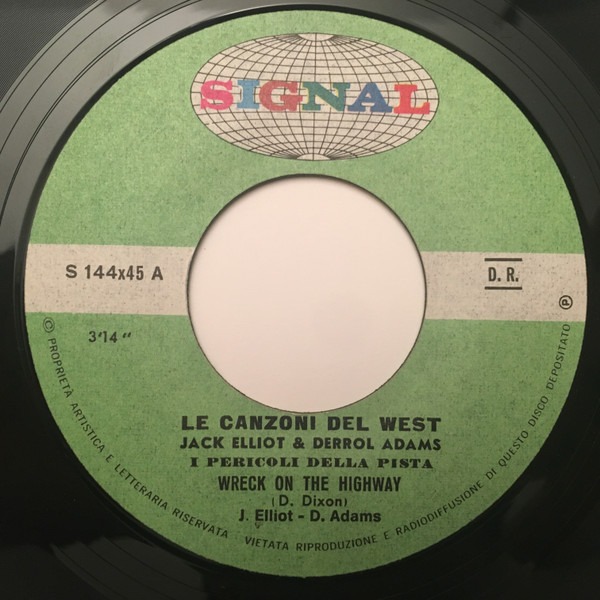 SIGNAL
S 144x45 A
D. R.
3'14"
LE CANZONI DEL WEST
JACK ELLIOT & DERROL ADAMS
I PERICOLI DELLA PISTA
WRECK ON THE HIGHWAY
(D. Dixon)
J. Elliot - D. Adams
© PROPRIETÀ ARTISTICA E LETTERARIA RISERVATA - VIETATA RIPRODUZIONE E RADIODIFFUSIONE DI QUESTO DISCO DEPOSITATO ℗